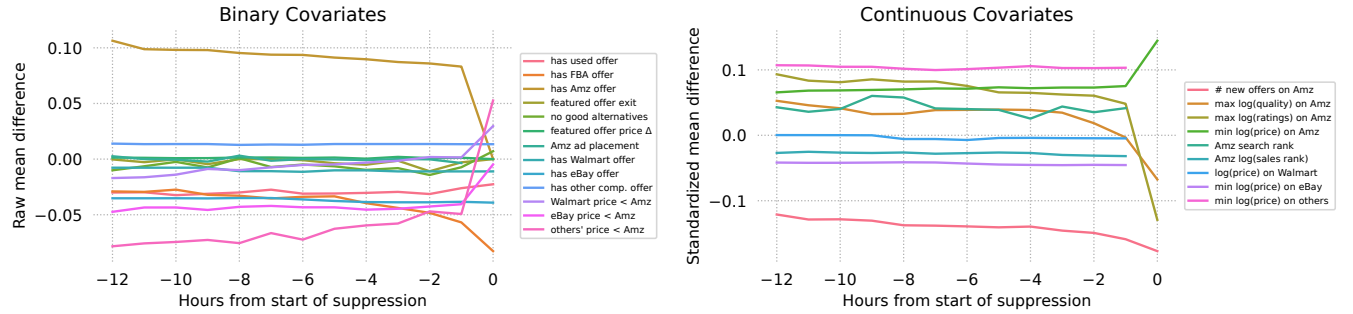 Binary Covariates
Raw mean difference
0.10
0.05
0.00
−0.05
−12
−10
−8
−6
−4
−2
0
Hours from start of suppression
has used offer
has FBA offer
has Amz offer
featured offer exit
no good alternatives
featured offer price Δ
Amz ad placement
has Walmart offer
has eBay offer
has other comp. offer
Walmart price < Amz
eBay price < Amz
others' price < Amz
Continuous Covariates
Standardized mean difference
0.1
0.0
−0.1
−12
−10
−8
−6
−4
−2
0
Hours from start of suppression
# new offers on Amz
max log(quality) on Amz
max log(ratings) on Amz
min log(price) on Amz
Amz search rank
Amz log(sales rank)
log(price) on Walmart
min log(price) on eBay
min log(price) on others